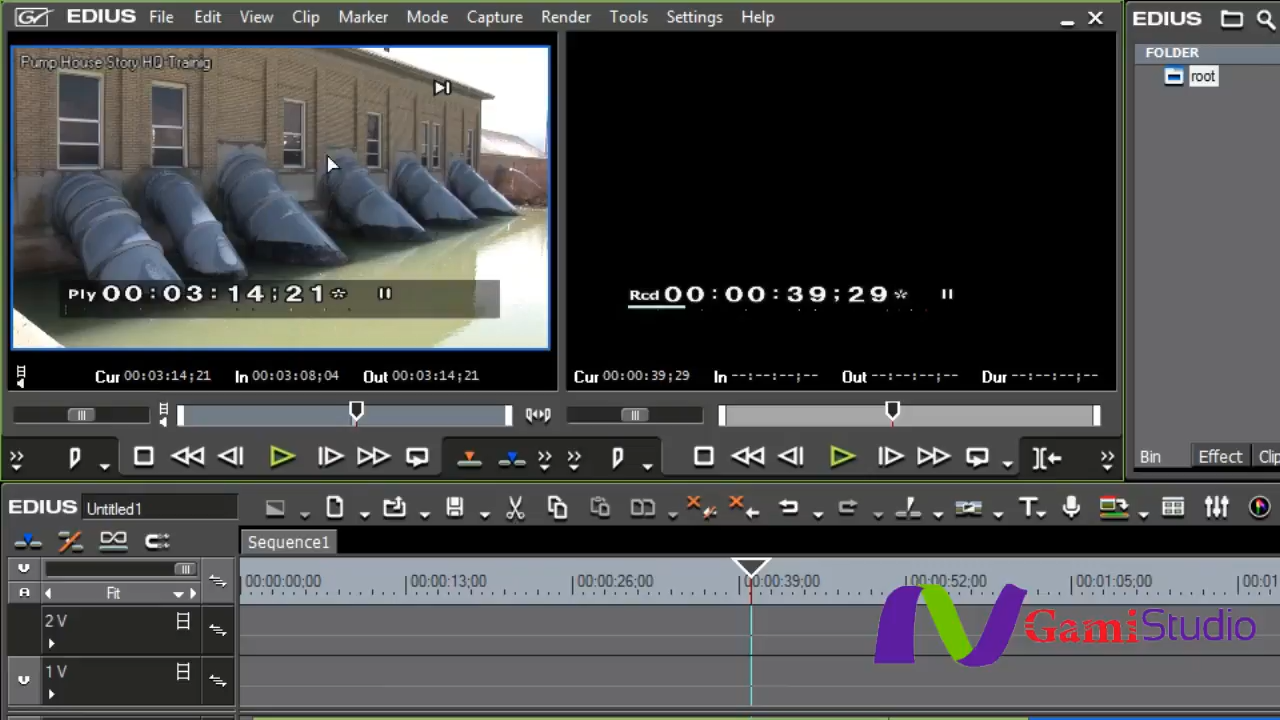 EDIUS File Edit View Clip Marker Mode Capture Render Tools Settings Help
EDIUS
FOLDER
root
Pump House Story HQ-Trainig
Ply 00:03:14;21
Rcd 00:00:39;29
Cur 00:03:14;21 In 00:03:08;04 Out 00:03:14;21
Cur 00:00:39;29 In --:--:--;-- Out --:--:--;-- Dur --:--:--;--
Bin Effect Clip
EDIUS Untitled1
Sequence1
Fit
00:00:00;00 00:00:13;00 00:00:26;00 00:00:39;00 00:00:52;00 00:01:05;00 00:01
2 V
1 V
GamiStudio